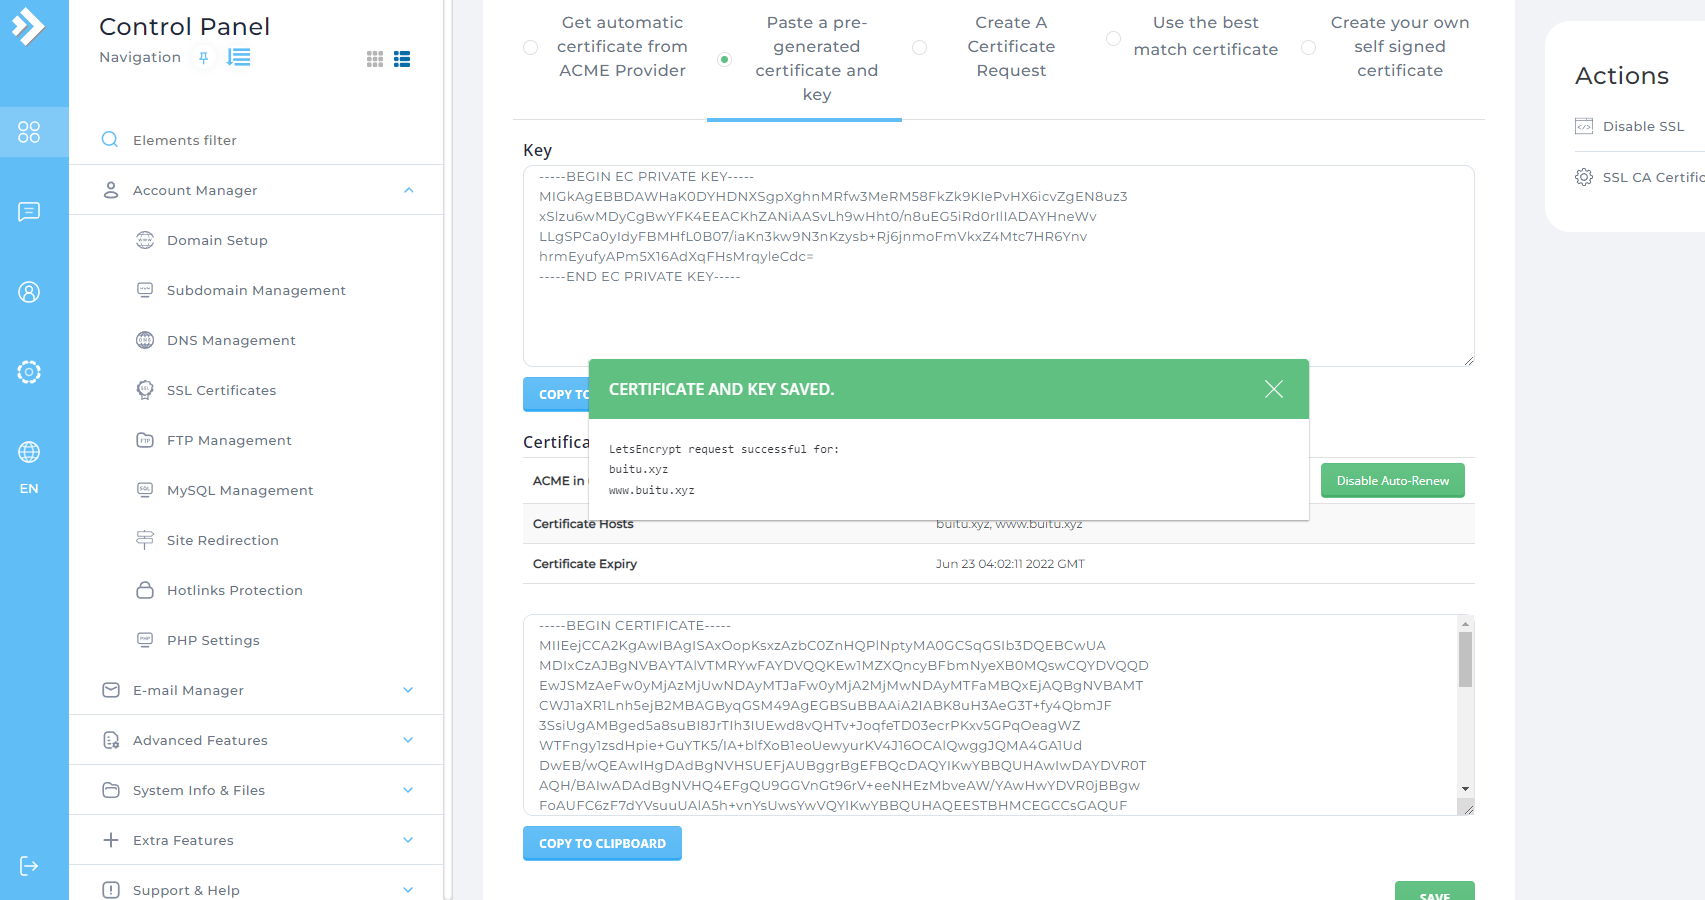 Control Panel
Navigation
EN
Elements filter
Account Manager
Domain Setup
Subdomain Management
DNS Management
SSL Certificates
FTP Management
MySQL Management
Site Redirection
Hotlinks Protection
PHP Settings
E-mail Manager
Advanced Features
System Info & Files
Extra Features
Support & Help
Get automatic
certificate from
ACME Provider
Paste a pre-
generated
certificate and
key
Create A
Certificate
Request
Use the best
match certificate
Create your own
self signed
certificate
Key
-----BEGIN EC PRIVATE KEY-----
MIGkAgEBBDAWHaK0DYHDNXSgpXghnMRfw3MeRM58FkZk9KIePvHX6icvZgEN8uz3
xSlzu6wMDyCgBwYFK4EEACKhZANiAASvLh9wHht0/n8uEG5iRd0rIIIADAYHneWv
LLgSPCa0yIdyFBMHfL0B07/iaKn3kw9N3nKzysb+Rj6jnmoFmVkxZ4Mtc7HR6Ynv
hrmEyufyAPm5X16AdXqFHsMrqyleCdc=
-----END EC PRIVATE KEY-----
COPY TO
CERTIFICATE AND KEY SAVED.
LetsEncrypt request successful for:
buitu.xyz
www.buitu.xyz
Certifica
ACME in
Disable Auto-Renew
Certificate Hosts
buitu.xyz, www.buitu.xyz
Certificate Expiry
Jun 23 04:02:11 2022 GMT
-----BEGIN CERTIFICATE-----
MIIEejCCA2KgAwIBAgISAxOopKsxzAzbC0ZnHQPlNptyMA0GCSqGSIb3DQEBCwUA
MDIxCzAJBgNVBAYTAlVTMRYwFAYDVQQKEw1MZXQncyBFbmNyeXB0MQswCQYDVQQD
EwJSMzAeFw0yMjAzMjUwNDAyMTJaFw0yMjA2MjMwNDAyMTFaMBQxEjAQBgNVBAMT
CWJ1aXR1Lnh5ejB2MBAGByqGSM49AgEGBSuBBAAiA2IABK8uH3AeG3T+fy4QbmJF
3SsiUgAMBged5a8suBI8JrTIh3IUEwd8vQHTv+JoqfeTD03ecrPKxv5GPqOeagWZ
WTFngy1zsdHpie+GuYTK5/IA+blfXoB1eoUewyurKV4J16OCAlQwggJQMA4GA1Ud
DwEB/wQEAwIHgDAdBgNVHSUEFjAUBggrBgEFBQcDAQYIKwYBBQUHAwIwDAYDVR0T
AQH/BAIwADAdBgNVHQ4EFgQU9GGVnGt96rV+eeNHEzMbveAW/YAwHwYDVR0jBBgw
FoAUFC6zF7dYVsuuUAlA5h+vnYsUwsYwVQYIKwYBBQUHAQEESTBHMCEGCCsGAQUF
COPY TO CLIPBOARD
SAVE
Actions
Disable SSL
SSL CA Certific